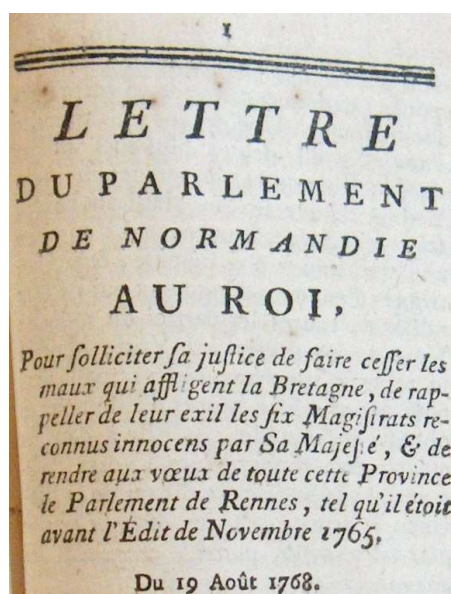 1
LETTRE
DU PARLEMENT
DE NORMANDIE
AU ROI,
Pour ſolliciter ſa juſtice de faire ceſſer les
maux qui affligent la Bretagne, de rap-
peller de leur exil les ſix Magiſtrats re-
connus innocens par Sa Majeſté, & de
rendre aux vœux de toute cette Province
le Parlement de Rennes, tel qu'il étoit
avant l'Édit de Novembre 1765.
Du 19 Août 1768.